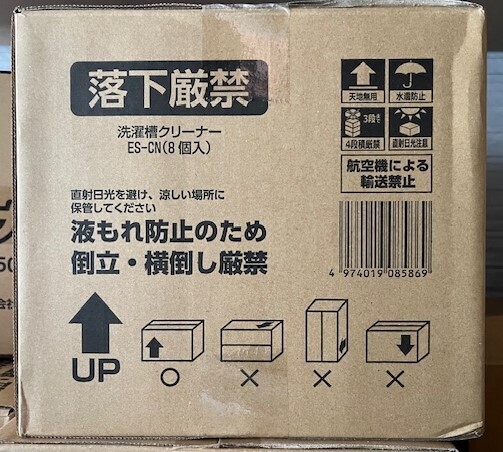 落下厳禁
洗濯槽クリーナー
ES-CN(8個入)
天地無用
水濡防止
3段まで
4段積厳禁
直射日光注意
航空機による
輸送禁止
直射日光を避け、涼しい場所に
保管してください
液もれ防止のため
倒立・横倒し厳禁
4 974019 085869
UP
50
会社